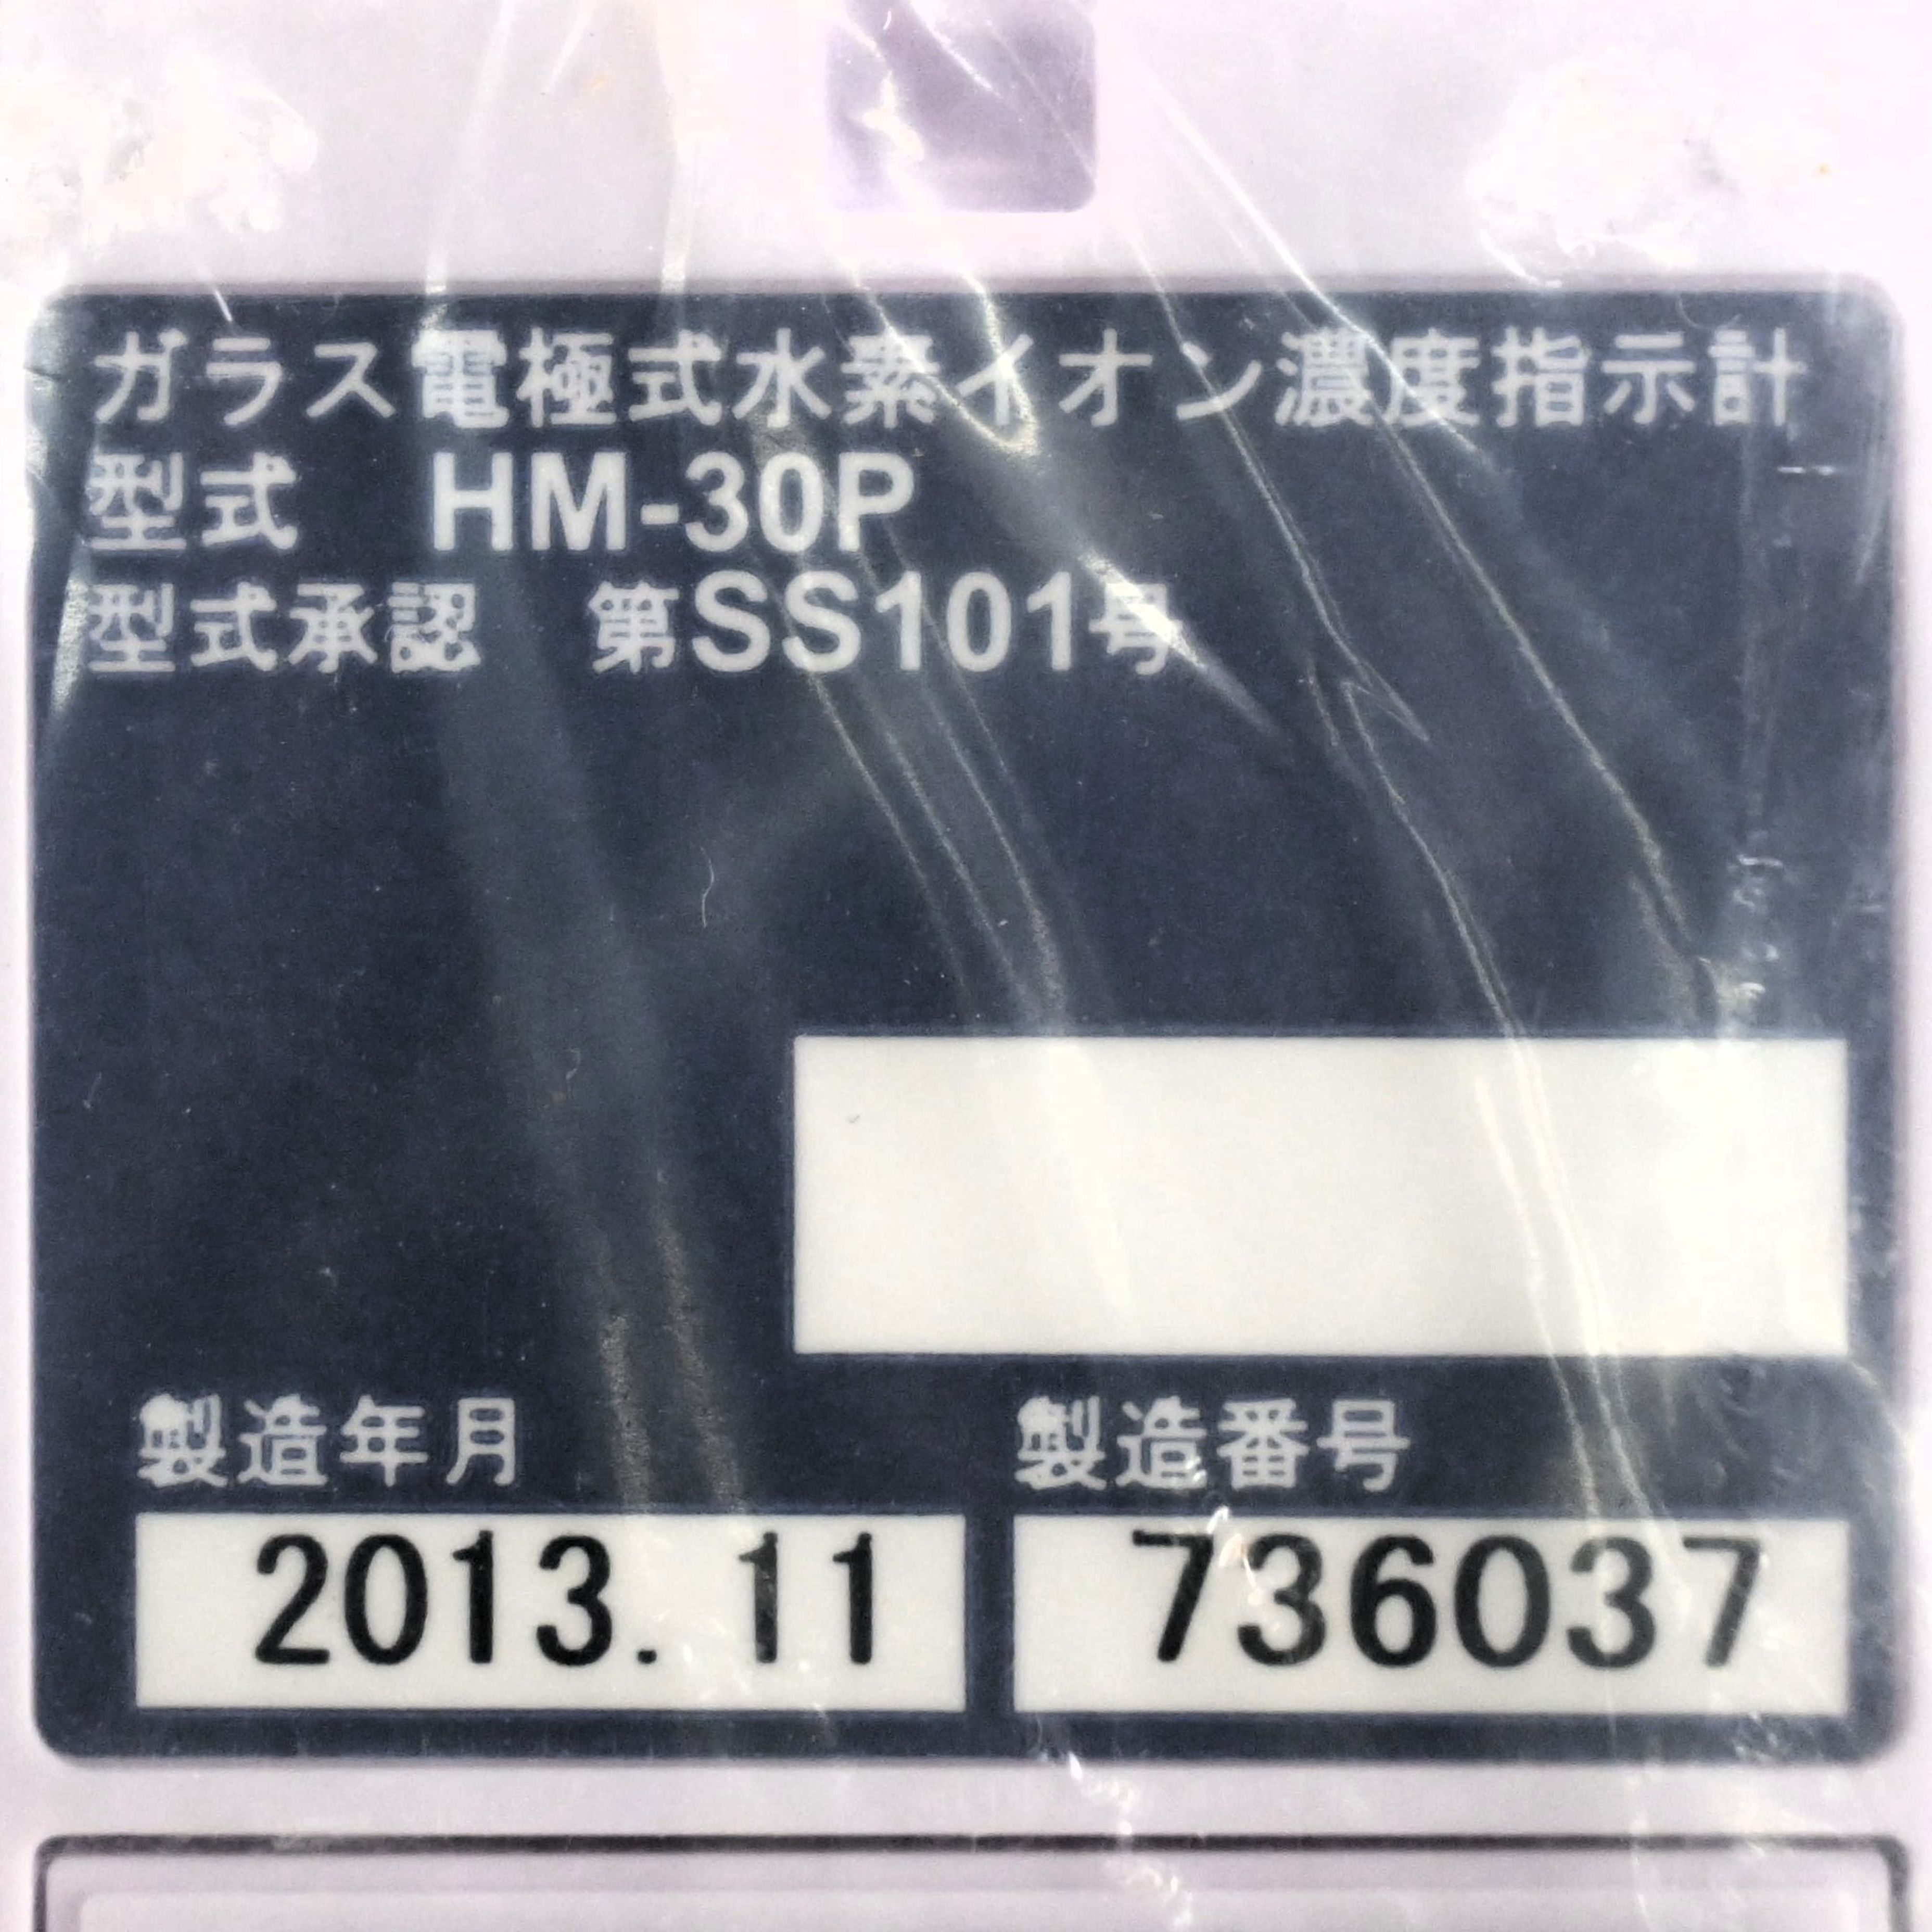 ガラス電極式水素イオン濃度指示計
型式 HM-30P
型式承認 第SS101号
製造年月 製造番号
2013. 11 736037